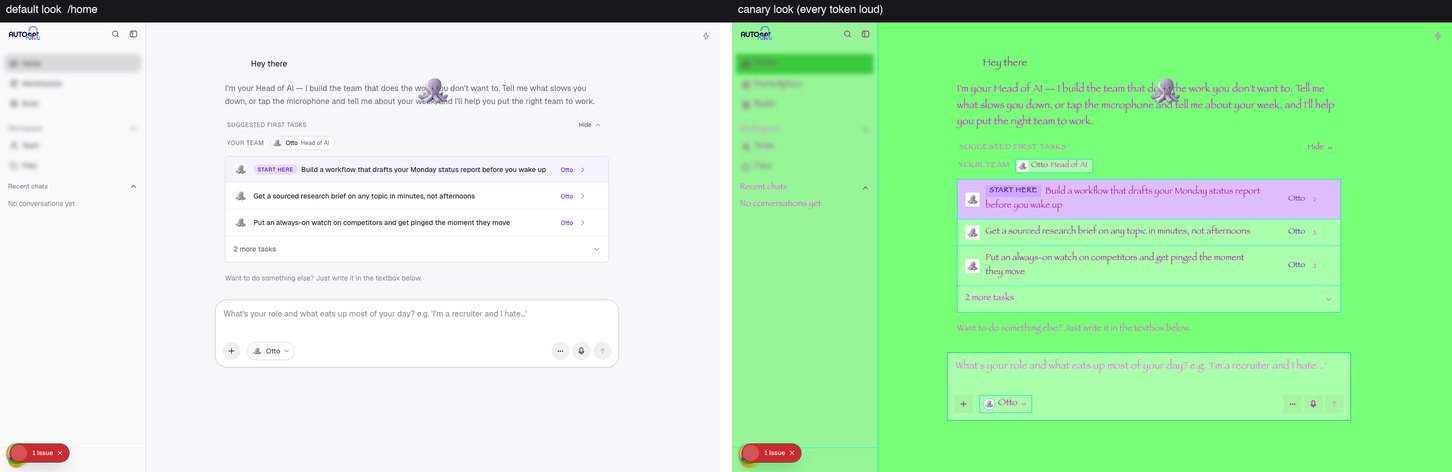 default look /home
AUTOgpt
Home
Marketplace
Build
Workspace
Team
Files
Recent chats
No conversations yet
1 Issue
Hey there
I'm your Head of AI — I build the team that does the work you don't want to. Tell me what slows you
down, or tap the microphone and tell me about your week, and I'll help you put the right team to work.
SUGGESTED FIRST TASKS
Hide
YOUR TEAM Otto Head of AI
START HERE Build a workflow that drafts your Monday status report before you wake up Otto
Get a sourced research brief on any topic in minutes, not afternoons Otto
Put an always-on watch on competitors and get pinged the moment they move Otto
2 more tasks
Want to do something else? Just write it in the textbox below.
What's your role and what eats up most of your day? e.g. 'I'm a recruiter and I hate...'
Otto
canary look (every token loud)
AUTOgpt
Marketplace
Build
Team
Files
Recent chats
No conversations yet
1 Issue
Hey there
I'm your Head of AI — I build the team that does the work you don't want to. Tell me
what slows you down, or tap the microphone and tell me about your week, and I'll help
you put the right team to work.
SUGGESTED FIRST TASKS
Hide
YOUR TEAM Otto Head of AI
START HERE Build a workflow that drafts your Monday status report
before you wake up
Otto
Get a sourced research brief on any topic in minutes, not afternoons Otto
Put an always-on watch on competitors and get pinged the moment
they move
Otto
2 more tasks
Want to do something else? Just write it in the textbox below.
What's your role and what eats up most of your day? e.g. 'I'm a recruiter and I hate...'
Otto